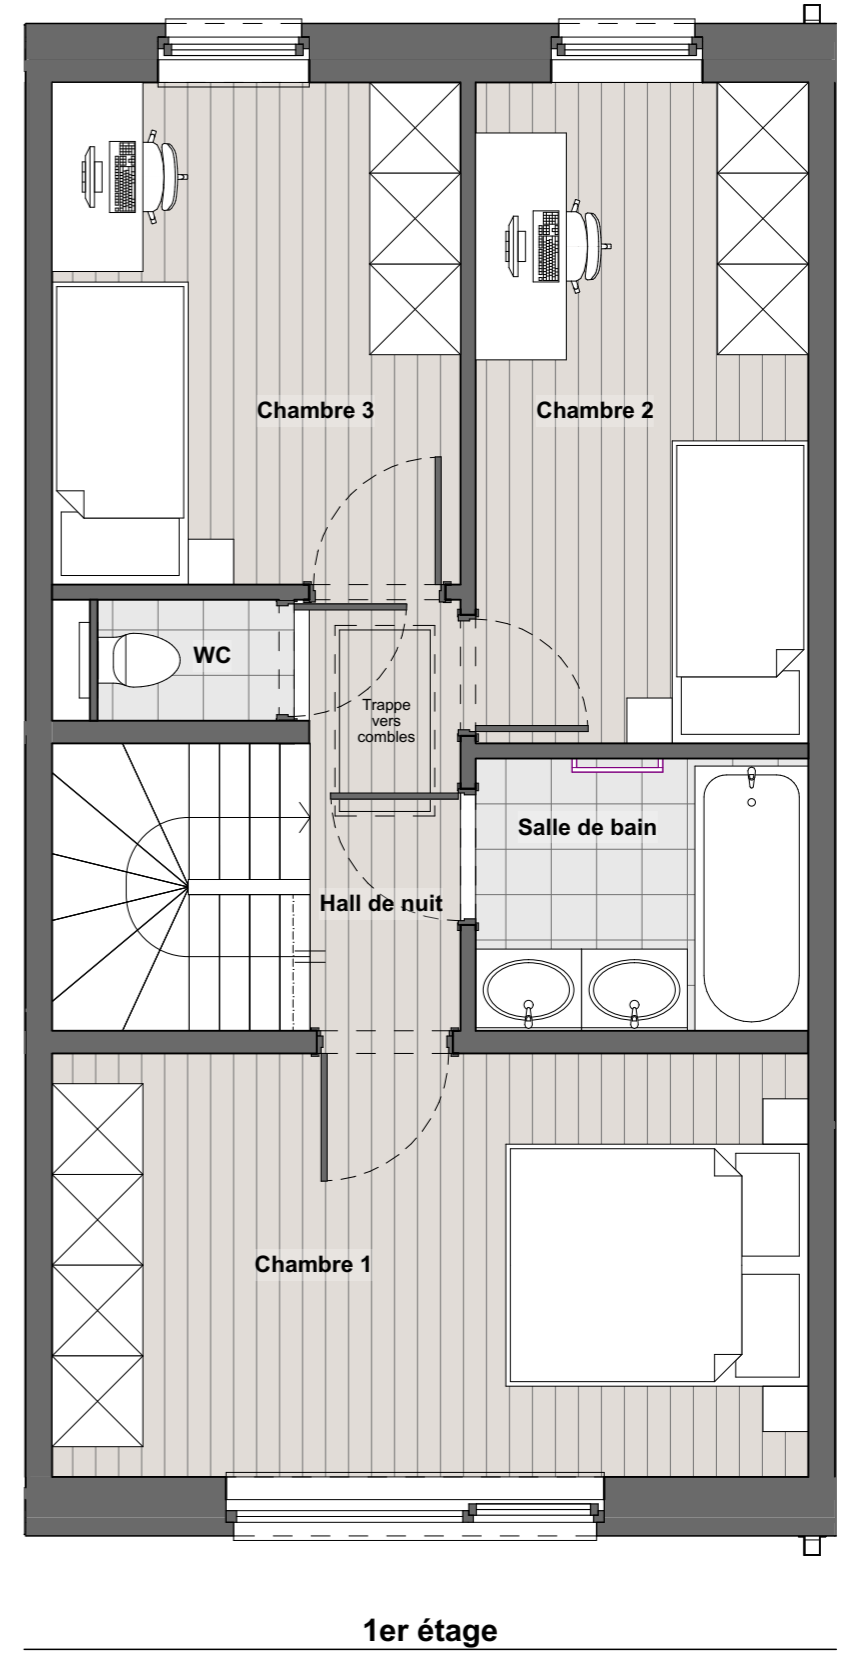 Chambre 3
Chambre 2
WC
Trappe
vers
combles
Salle de bain
Hall de nuit
Chambre 1
1er étage